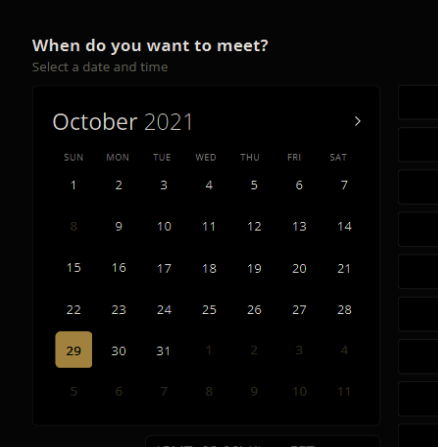 When do you want to meet?
Select a date and time
October 2021
SUN MON TUE WED THU FRI SAT
1 2 3 4 5 6 7
8 9 10 11 12 13 14
15 16 17 18 19 20 21
22 23 24 25 26 27 28
29 30 31 1 2 3 4
5 6 7 8 9 10 11